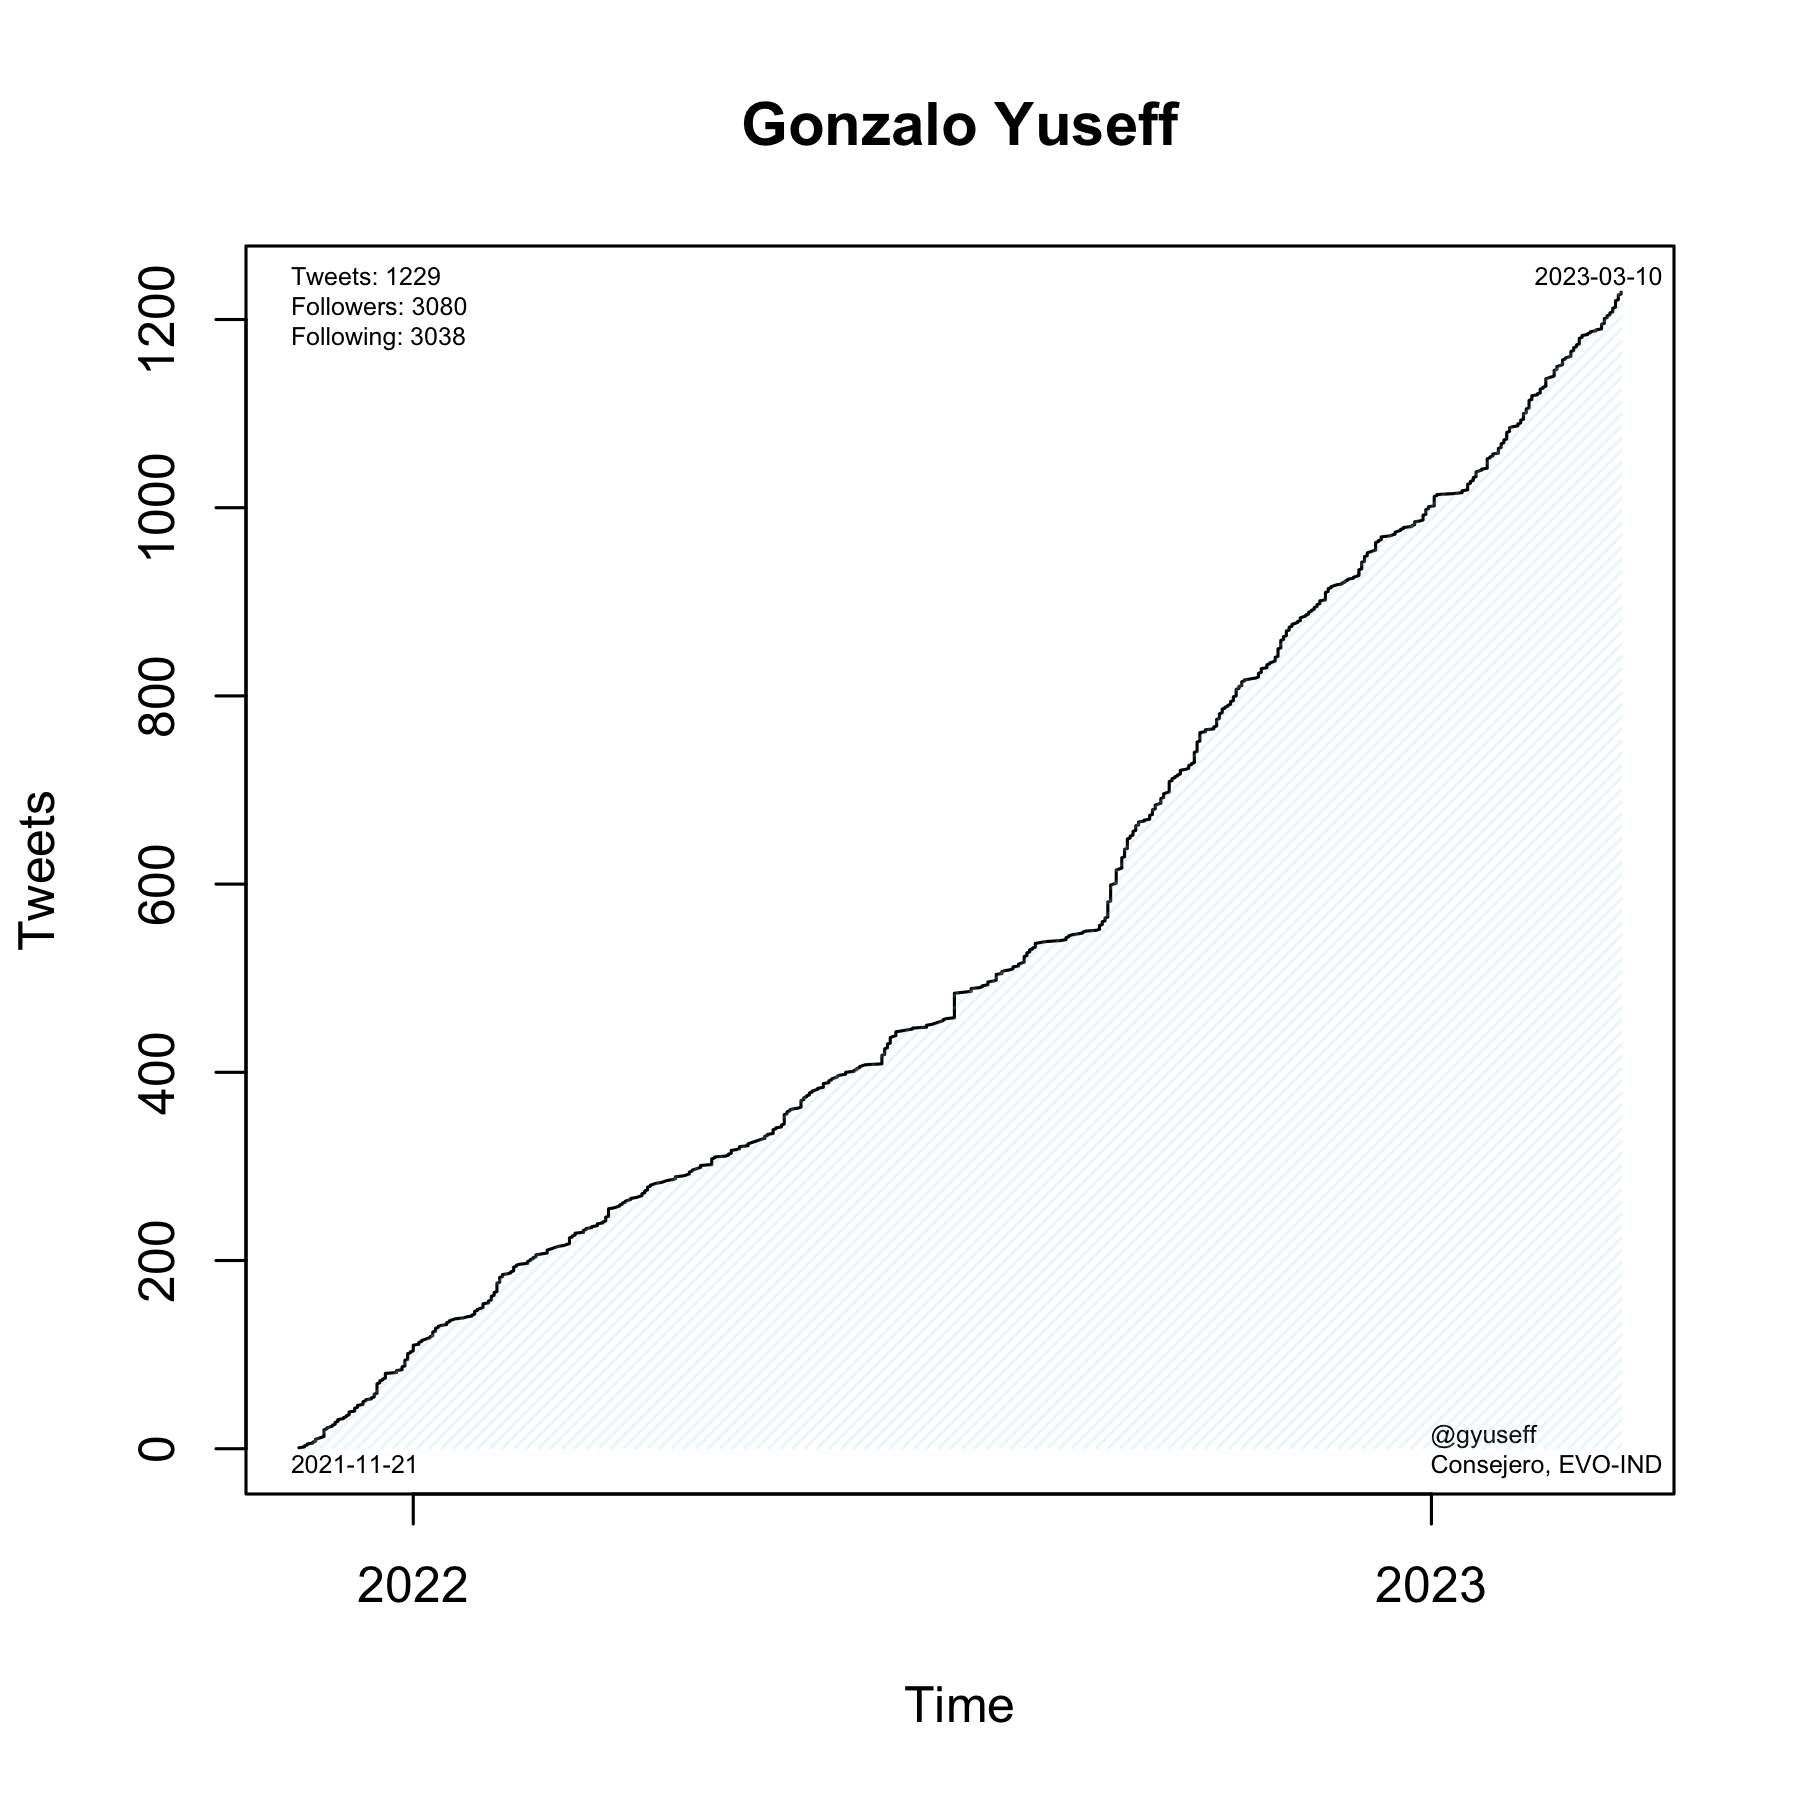 Gonzalo Yuseff
Tweets: 1229
Followers: 3080
Following: 3038
2023-03-10
1200
1000
800
600
400
200
0
Tweets
@gyuseff
Consejero, EVO-IND
2021-11-21
2022
2023
Time